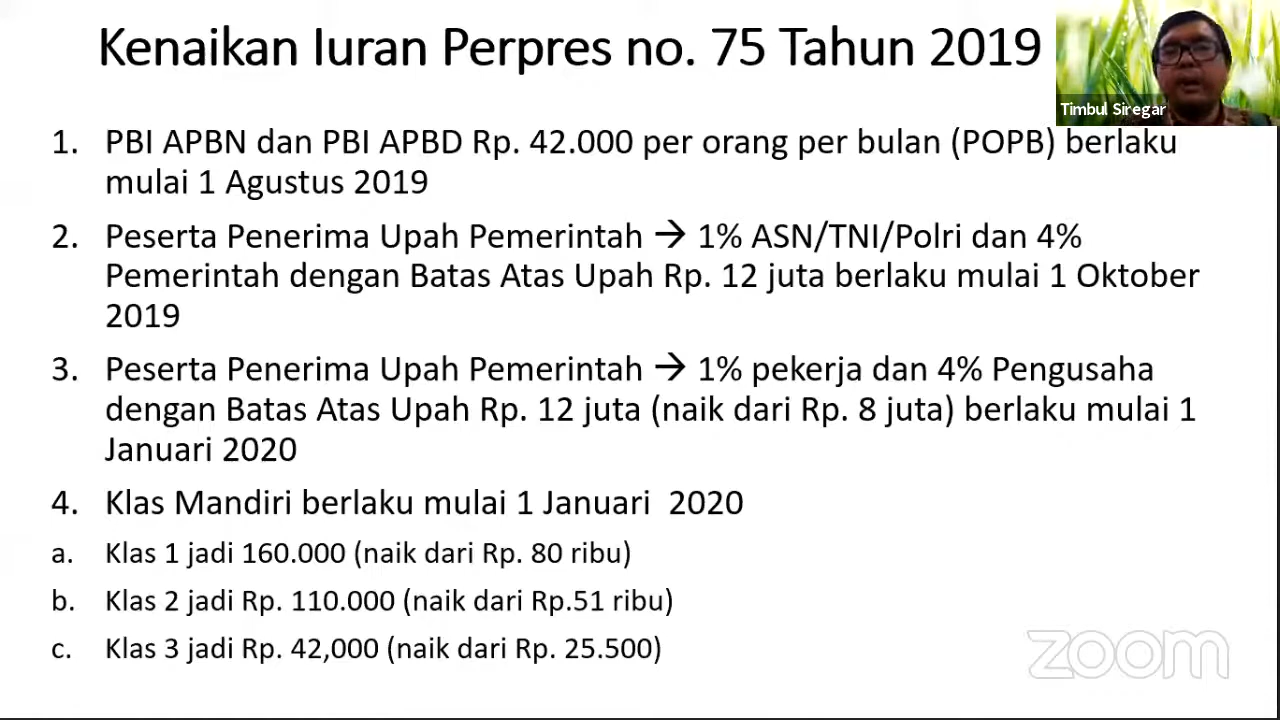 Kenaikan Iuran Perpres no. 75 Tahun 2019
Timbul Siregar
1. PBI APBN dan PBI APBD Rp. 42.000 per orang per bulan (POPB) berlaku
mulai 1 Agustus 2019
2. Peserta Penerima Upah Pemerintah → 1% ASN/TNI/Polri dan 4%
Pemerintah dengan Batas Atas Upah Rp. 12 juta berlaku mulai 1 Oktober
2019
3. Peserta Penerima Upah Pemerintah → 1% pekerja dan 4% Pengusaha
dengan Batas Atas Upah Rp. 12 juta (naik dari Rp. 8 juta) berlaku mulai 1
Januari 2020
4. Klas Mandiri berlaku mulai 1 Januari  2020
a. Klas 1 jadi 160.000 (naik dari Rp. 80 ribu)
b. Klas 2 jadi Rp. 110.000 (naik dari Rp.51 ribu)
c. Klas 3 jadi Rp. 42,000 (naik dari Rp. 25.500)
zoom